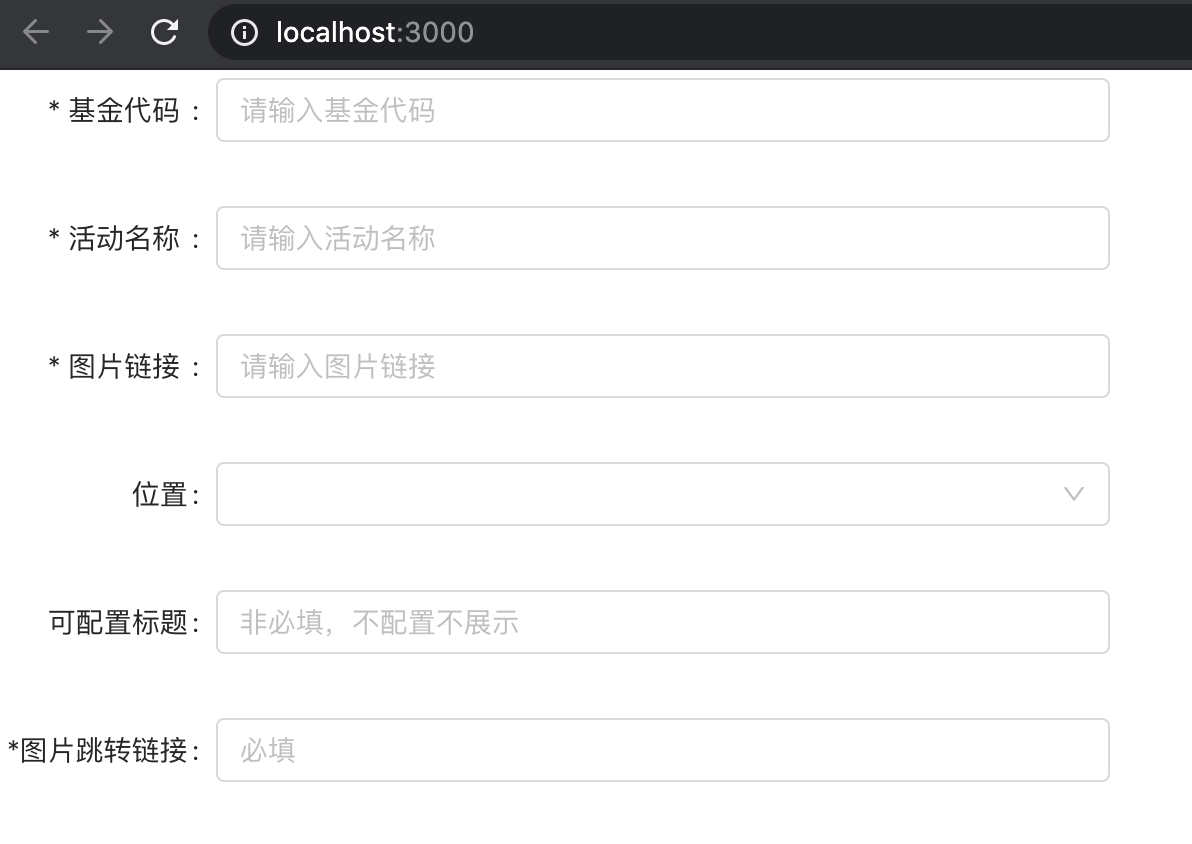 localhost:3000
* 基金代码 : 请输入基金代码
* 活动名称 : 请输入活动名称
* 图片链接 : 请输入图片链接
位置:
可配置标题: 非必填，不配置不展示
*图片跳转链接: 必填